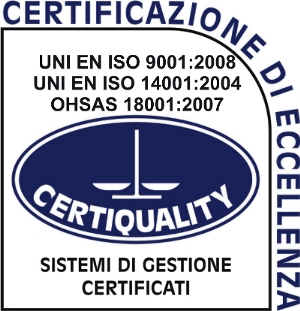 CERTIFICAZIONE DI ECCELLENZA
UNI EN ISO 9001:2008
UNI EN ISO 14001:2004
OHSAS 18001:2007
CERTIQUALITY
SISTEMI DI GESTIONE
CERTIFICATI